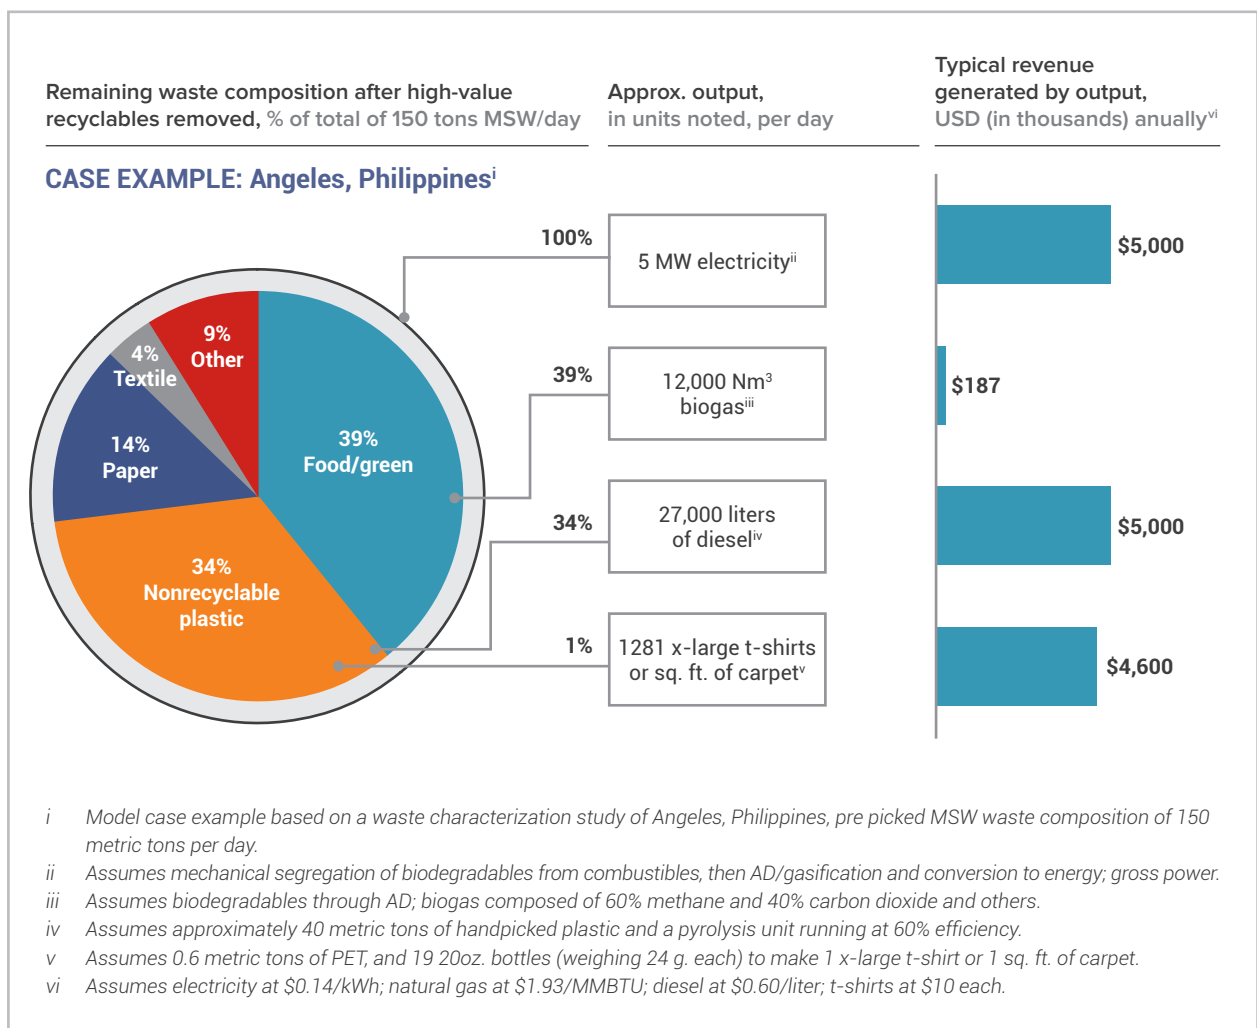 Remaining waste composition after high-value
recyclables removed, % of total of 150 tons MSW/day
Approx. output,
in units noted, per day
Typical revenue
generated by output,
USD (in thousands) anually^vi
CASE EXAMPLE: Angeles, Philippines^i
9%
Other
4%
Textile
14%
Paper
39%
Food/green
34%
Nonrecyclable
plastic
100%
5 MW electricity^ii
$5,000
39%
12,000 Nm³
biogas^iii
$187
34%
27,000 liters
of diesel^iv
$5,000
1%
1281 x-large t-shirts
or sq. ft. of carpet^v
$4,600
i Model case example based on a waste characterization study of Angeles, Philippines, pre picked MSW waste composition of 150
metric tons per day.
ii Assumes mechanical segregation of biodegradables from combustibles, then AD/gasification and conversion to energy; gross power.
iii Assumes biodegradables through AD; biogas composed of 60% methane and 40% carbon dioxide and others.
iv Assumes approximately 40 metric tons of handpicked plastic and a pyrolysis unit running at 60% efficiency.
v Assumes 0.6 metric tons of PET, and 19 20oz. bottles (weighing 24 g. each) to make 1 x-large t-shirt or 1 sq. ft. of carpet.
vi Assumes electricity at $0.14/kWh; natural gas at $1.93/MMBTU; diesel at $0.60/liter; t-shirts at $10 each.